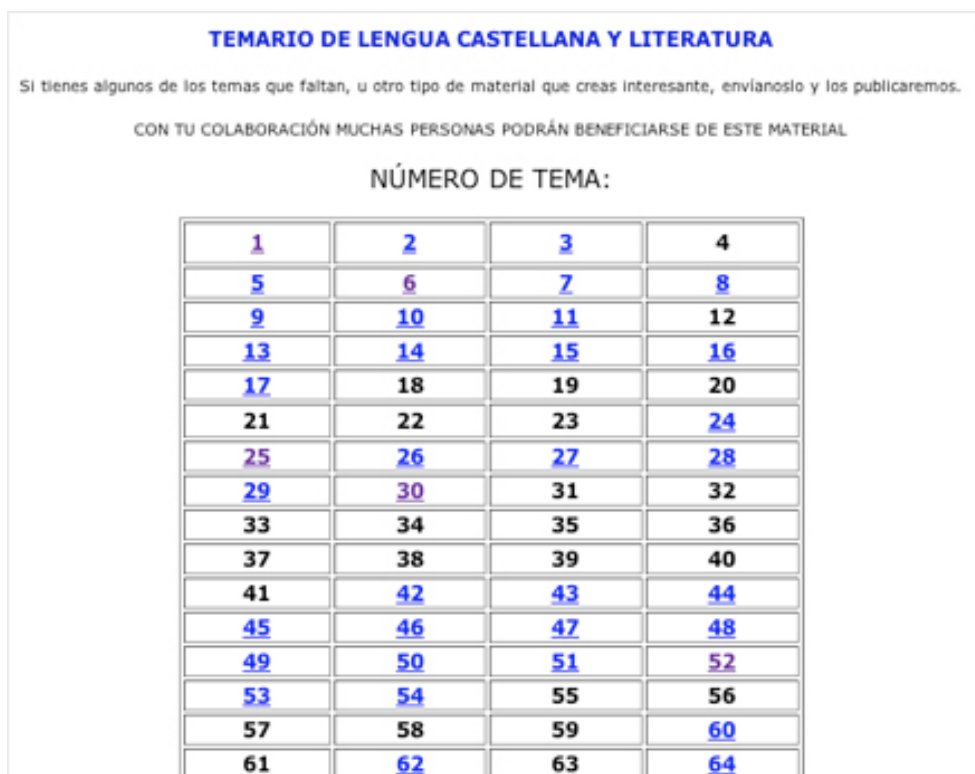 TEMARIO DE LENGUA CASTELLANA Y LITERATURA
Si tienes algunos de los temas que faltan, u otro tipo de material que creas interesante, envíanoslo y los publicaremos.
CON TU COLABORACIÓN MUCHAS PERSONAS PODRÁN BENEFICIARSE DE ESTE MATERIAL
NÚMERO DE TEMA:
1 2 3 4
5 6 7 8
9 10 11 12
13 14 15 16
17 18 19 20
21 22 23 24
25 26 27 28
29 30 31 32
33 34 35 36
37 38 39 40
41 42 43 44
45 46 47 48
49 50 51 52
53 54 55 56
57 58 59 60
61 62 63 64